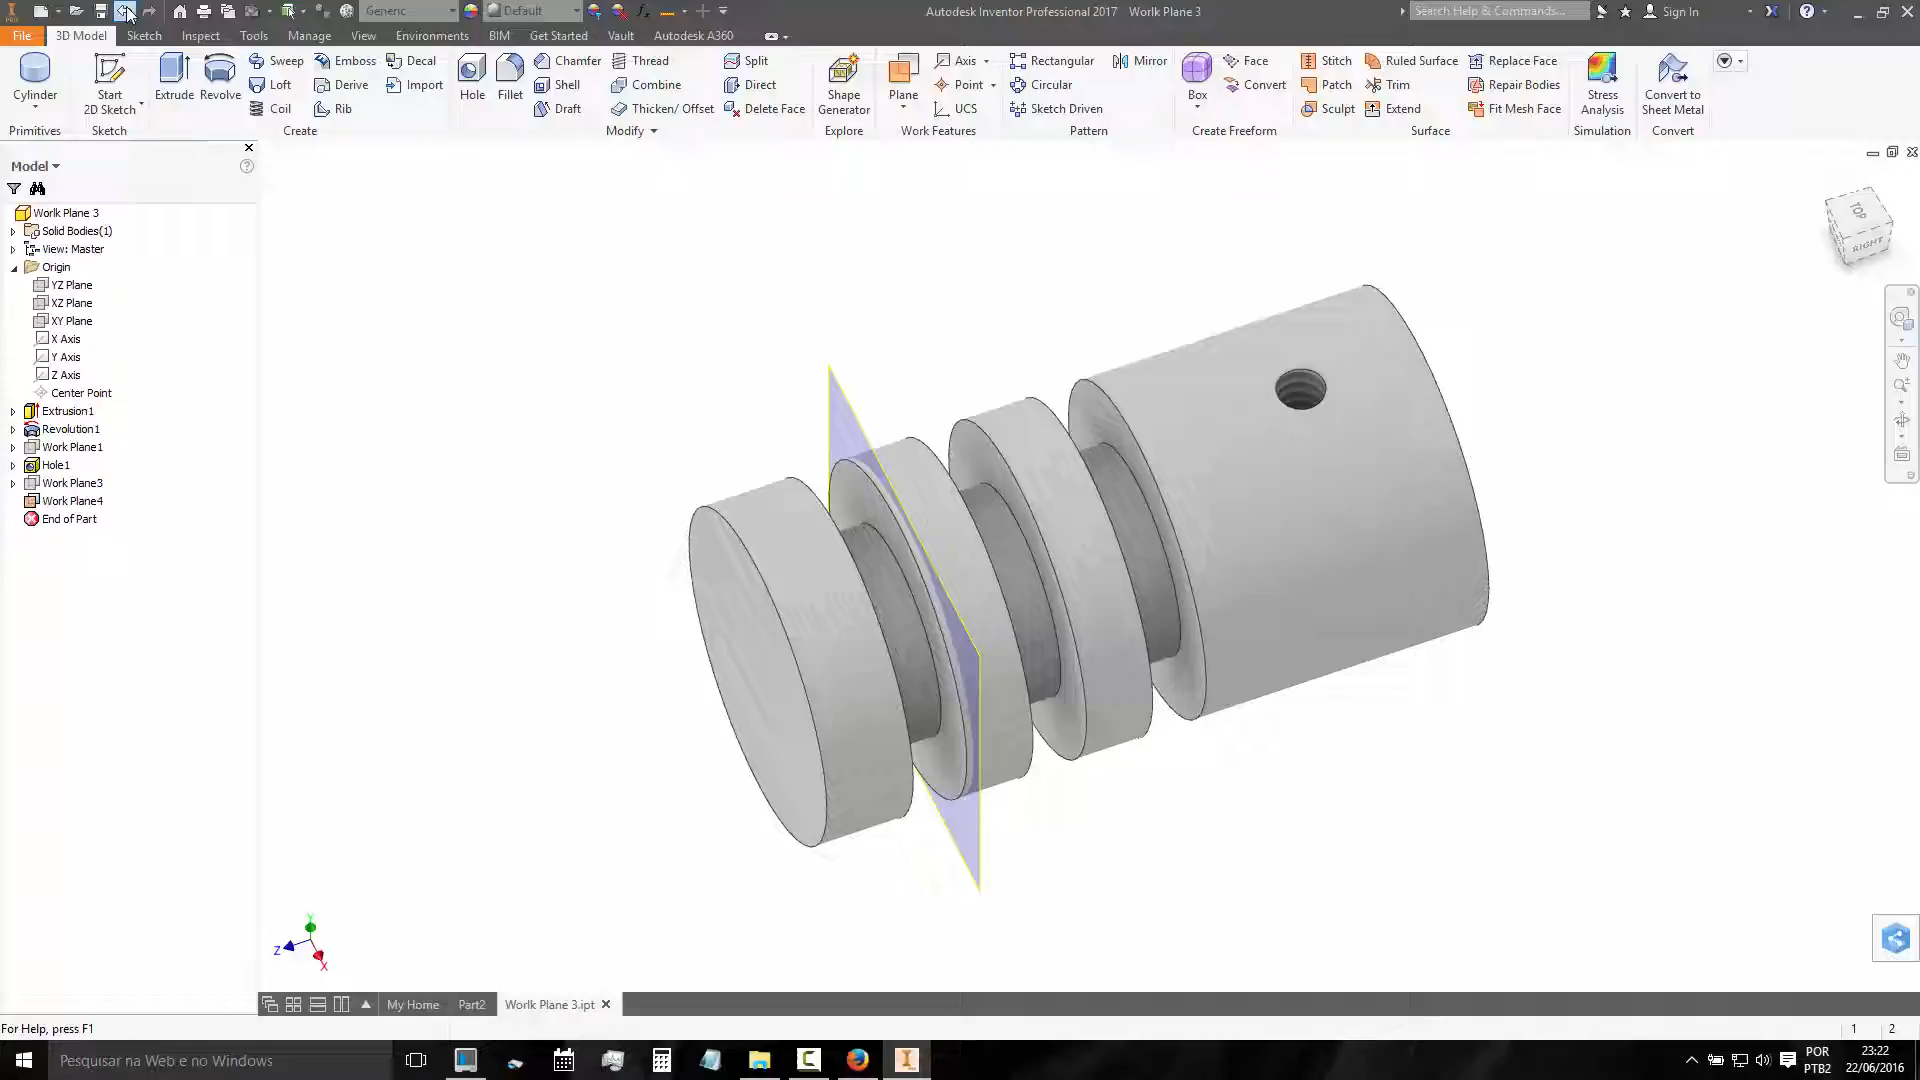 Generic
Default
Autodesk Inventor Professional 2017 Worlk Plane 3
Search Help & Commands...
Sign In
PRO
File
3D Model
Sketch
Inspect
Tools
Manage
View
Environments
BIM
Get Started
Vault
Autodesk A360
Cylinder
Primitives
Start
2D Sketch
Sketch
Extrude
Revolve
Sweep
Loft
Coil
Emboss
Derive
Rib
Decal
Import
Create
Hole
Fillet
Chamfer
Shell
Draft
Thread
Combine
Thicken/ Offset
Split
Direct
Delete Face
Modify
Shape
Generator
Explore
Plane
Axis
Point
UCS
Work Features
Rectangular
Circular
Sketch Driven
Mirror
Pattern
Box
Face
Convert
Create Freeform
Stitch
Patch
Sculpt
Ruled Surface
Trim
Extend
Replace Face
Repair Bodies
Fit Mesh Face
Surface
Stress
Analysis
Simulation
Convert to
Sheet Metal
Convert
Model
Worlk Plane 3
Solid Bodies(1)
View: Master
Origin
YZ Plane
XZ Plane
XY Plane
X Axis
Y Axis
Z Axis
Center Point
Extrusion1
Revolution1
Work Plane1
Hole1
Work Plane3
Work Plane4
End of Part
TOP
RIGHT
Y
Z
X
My Home
Part2
Worlk Plane 3.ipt
For Help, press F1
1 2
Pesquisar na Web e no Windows
POR
PTB2
23:22
22/06/2016